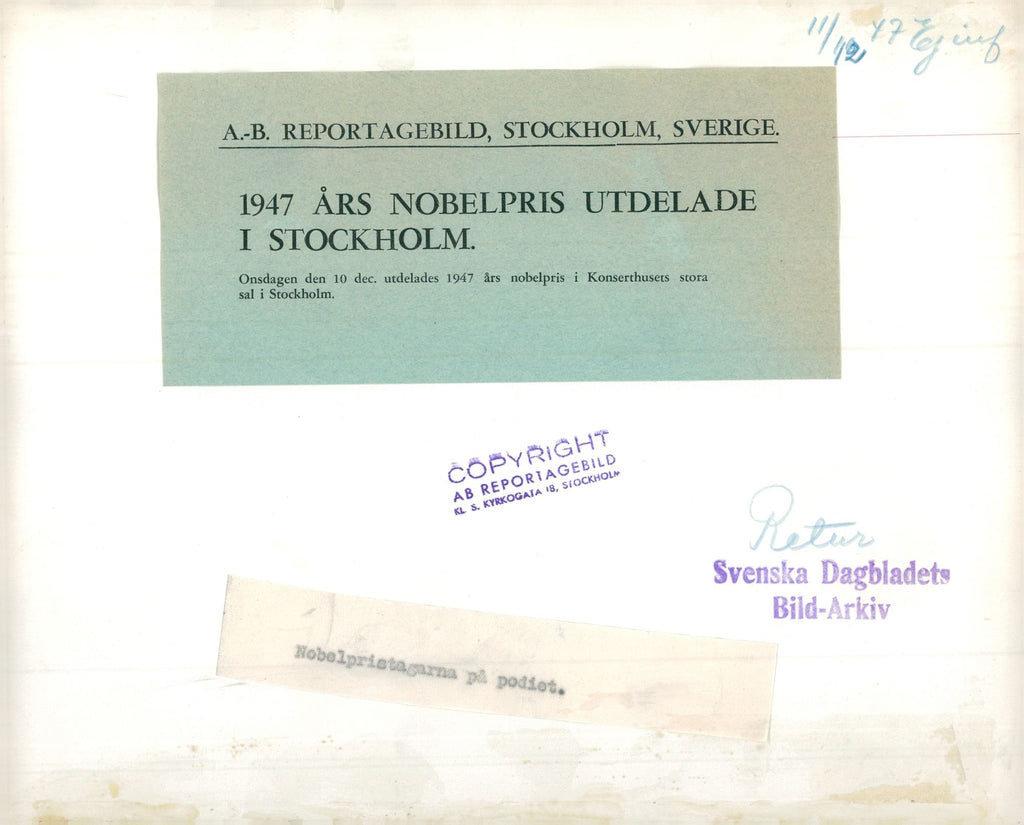 11/12 47 Ej inf
A.-B. REPORTAGEBILD, STOCKHOLM, SVERIGE.
1947 ÅRS NOBELPRIS UTDELADE
I STOCKHOLM.
Onsdagen den 10 dec. utdelades 1947 års nobelpris i Konserthusets stora
sal i Stockholm.
COPYRIGHT
AB REPORTAGEBILD
KL. S. KYRKOGATA 18, STOCKHOLM
Retur
Svenska Dagbladets
Bild-Arkiv
Nobelpristagarna på podiet.